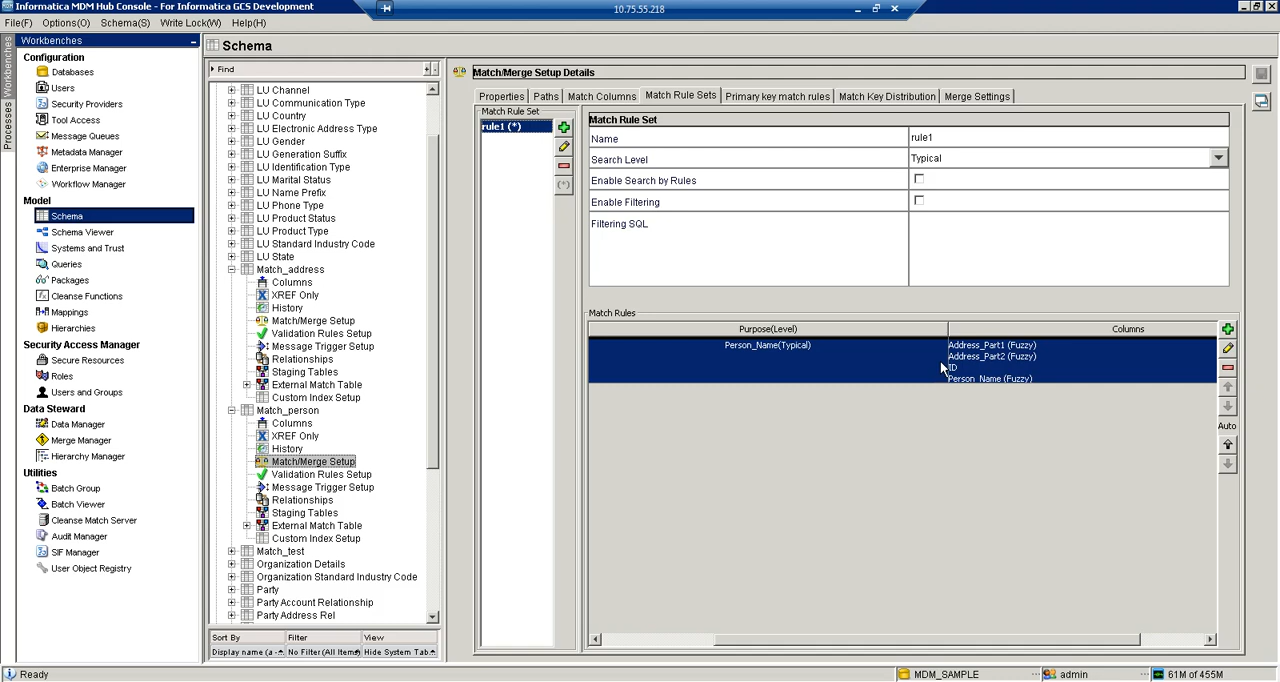 Informatica MDM Hub Console - For Informatica GCS Development
10.75.55.218
File(F) Options(O) Schema(S) Write Lock(W) Help(H)
Workbenches
Processes
Workbenches
Configuration
Databases
Users
Security Providers
Tool Access
Message Queues
Metadata Manager
Enterprise Manager
Workflow Manager
Model
Schema
Schema Viewer
Systems and Trust
Queries
Packages
Cleanse Functions
Mappings
Hierarchies
Security Access Manager
Secure Resources
Roles
Users and Groups
Data Steward
Data Manager
Merge Manager
Hierarchy Manager
Utilities
Batch Group
Batch Viewer
Cleanse Match Server
Audit Manager
SIF Manager
User Object Registry
Schema
Find
LU Channel
LU Communication Type
LU Country
LU Electronic Address Type
LU Gender
LU Generation Suffix
LU Identification Type
LU Marital Status
LU Name Prefix
LU Phone Type
LU Product Status
LU Product Type
LU Standard Industry Code
LU State
Match_address
Columns
XREF Only
History
Match/Merge Setup
Validation Rules Setup
Message Trigger Setup
Relationships
Staging Tables
External Match Table
Custom Index Setup
Match_person
Columns
XREF Only
History
Match/Merge Setup
Validation Rules Setup
Message Trigger Setup
Relationships
Staging Tables
External Match Table
Custom Index Setup
Match_test
Organization Details
Organization Standard Industry Code
Party
Party Account Relationship
Party Address Rel
Sort By Filter View
Display name (a - No Filter (All Item Hide System Tab
Match/Merge Setup Details
Properties Paths Match Columns Match Rule Sets Primary key match rules Match Key Distribution Merge Settings
Match Rule Set
rule1 (*)
(*)
Match Rule Set
Name rule1
Search Level Typical
Enable Search by Rules
Enable Filtering
Filtering SQL
Match Rules
Purpose(Level) Columns
Person_Name(Typical) Address_Part1 (Fuzzy)
Address_Part2 (Fuzzy)
ID
Person_Name (Fuzzy)
Auto
Ready
MDM_SAMPLE
admin
61M of 455M